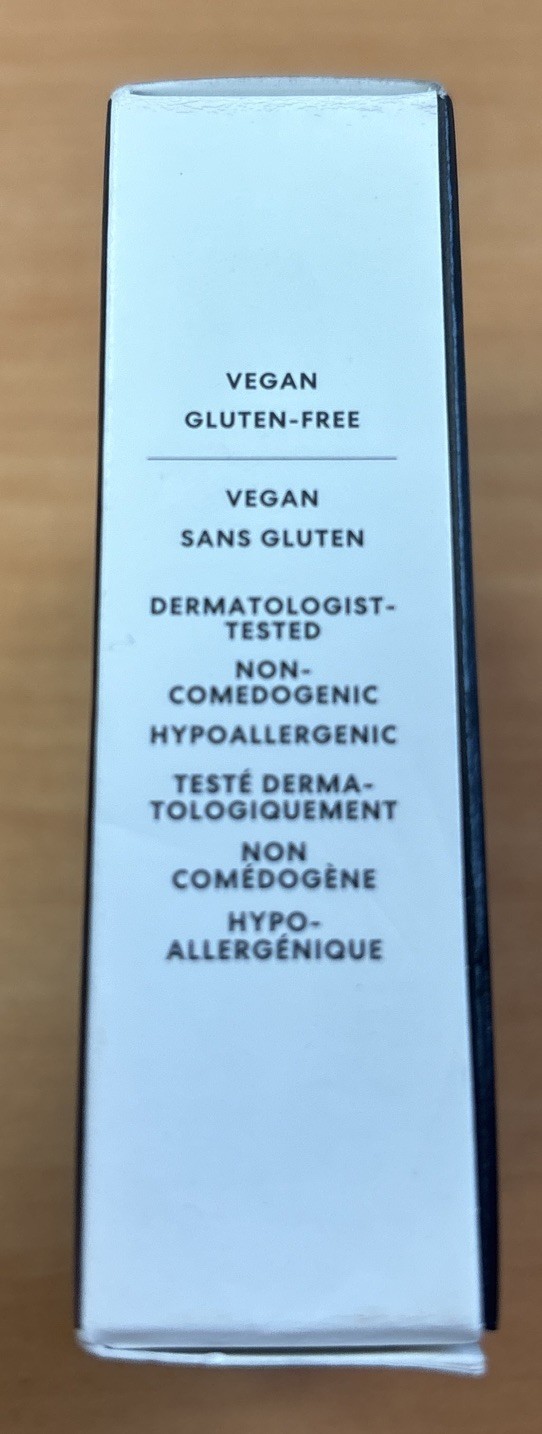 VEGAN
GLUTEN-FREE
VEGAN
SANS GLUTEN
DERMATOLOGIST-
TESTED
NON-
COMEDOGENIC
HYPOALLERGENIC
TESTÉ DERMA-
TOLOGIQUEMENT
NON
COMÉDOGÈNE
HYPO-
ALLERGÉNIQUE